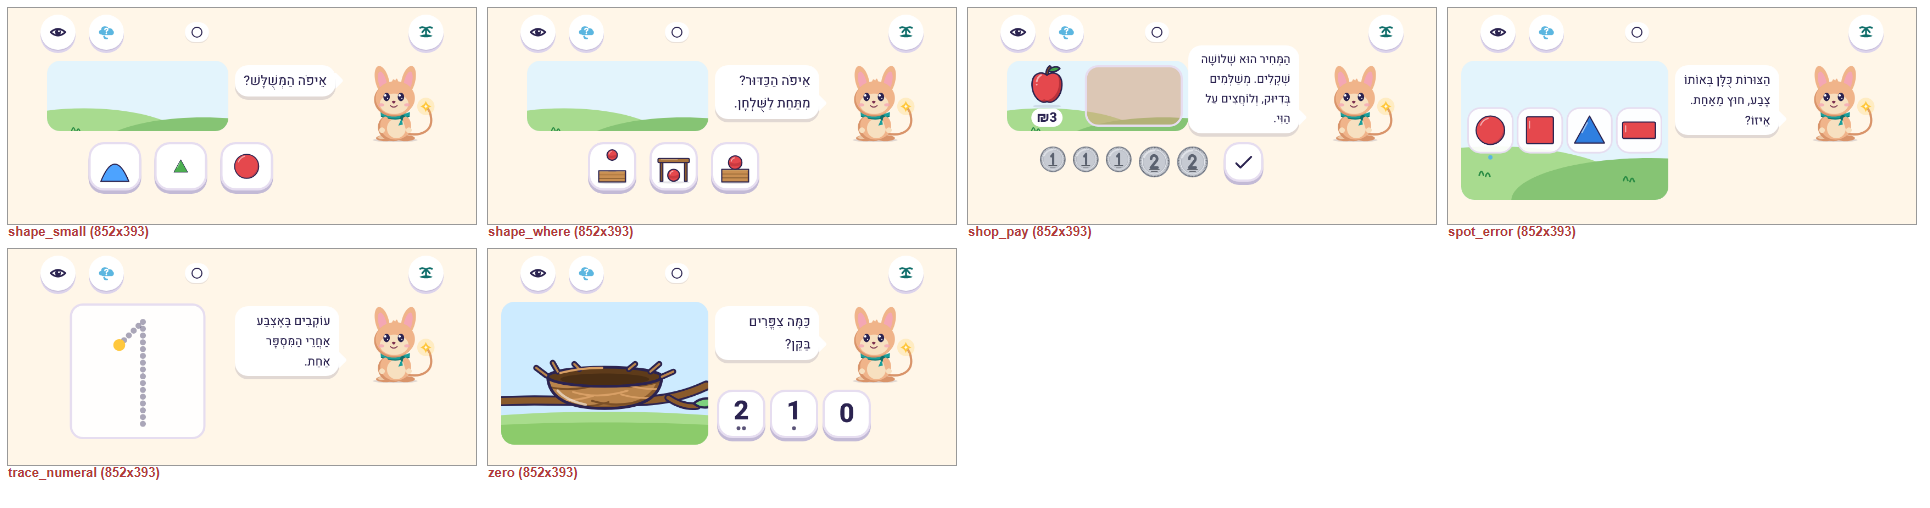 אֵיפֹה הַמְּשֻׁלָּשׁ?
shape_small (852x393)
אֵיפֹה הַכַּדּוּר?
מִתַּחַת לַשֻּׁלְחָן.
shape_where (852x393)
הַמְּחִיר הוּא שְׁלוֹשָׁה
שְׁקָלִים. מְשַׁלְּמִים
בְּדִיּוּק, וְלוֹחֲצִים עַל
הַוִּי.
₪3
1 1 1 2 2
shop_pay (852x393)
הַצּוּרוֹת כֻּלָּן בְּאוֹתוֹ
צֶבַע, חוּץ מֵאַחַת.
אֵיזוֹ?
spot_error (852x393)
עוֹקְבִים בָּאֶצְבַּע
אַחֲרֵי הַמִּסְפָּר
אַחַת.
trace_numeral (852x393)
כַּמָּה צִפֳּרִים
בַּקֵּן?
2 1 0
zero (852x393)